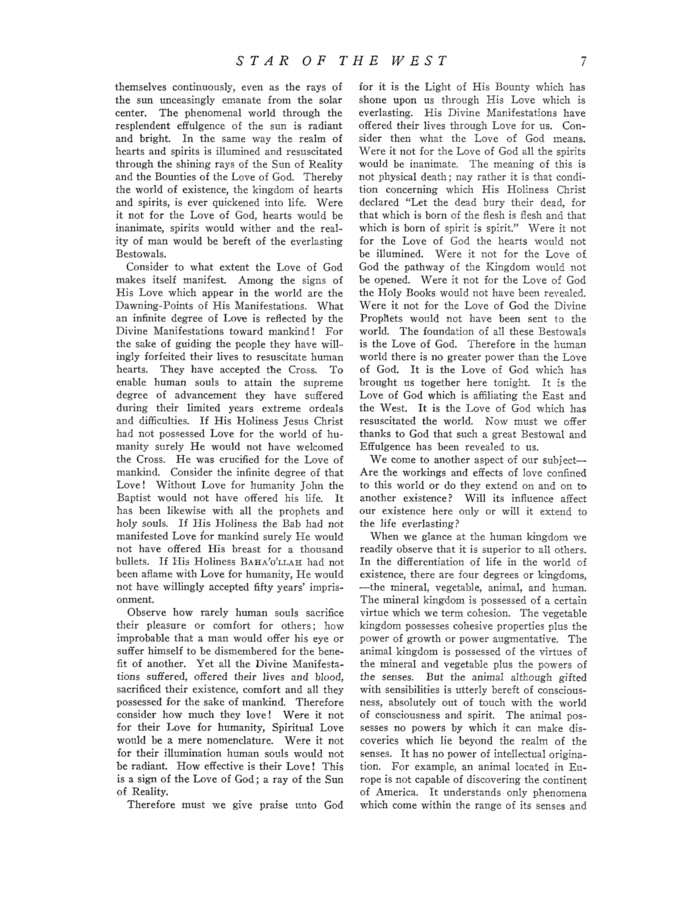 STAR OF THE WEST 7
themselves continuously, even as the rays of
the sun unceasingly emanate from the solar
center. The phenomenal world through the
resplendent effulgence of the sun is radiant
and bright. In the same way the realm of
hearts and spirits is illumined and resuscitated
through the shining rays of the Sun of Reality
and the Bounties of the Love of God. Thereby
the world of existence, the kingdom of hearts
and spirits, is ever quickened into life. Were
it not for the Love of God, hearts would be
inanimate, spirits would wither and the real-
ity of man would be bereft of the everlasting
Bestowals.
Consider to what extent the Love of God
makes itself manifest. Among the signs of
His Love which appear in the world are the
Dawning-Points of His Manifestations. What
an infinite degree of Love is reflected by the
Divine Manifestations toward mankind! For
the sake of guiding the people they have will-
ingly forfeited their lives to resuscitate human
hearts. They have accepted the Cross. To
enable human souls to attain the supreme
degree of advancement they have suffered
during their limited years extreme ordeals
and difficulties. If His Holiness Jesus Christ
had not possessed Love for the world of hu-
manity surely He would not have welcomed
the Cross. He was crucified for the Love of
mankind. Consider the infinite degree of that
Love! Without Love for humanity John the
Baptist would not have offered his life. It
has been likewise with all the prophets and
holy souls. If His Holiness the Bab had not
manifested Love for mankind surely He would
not have offered His breast for a thousand
bullets. If His Holiness BAHA'O'LLAH had not
been aflame with Love for humanity, He would
not have willingly accepted fifty years' impris-
onment.
Observe how rarely human souls sacrifice
their pleasure or comfort for others; how
improbable that a man would offer his eye or
suffer himself to be dismembered for the bene-
fit of another. Yet all the Divine Manifesta-
tions suffered, offered their lives and blood,
sacrificed their existence, comfort and all they
possessed for the sake of mankind. Therefore
consider how much they love! Were it not
for their Love for humanity, Spiritual Love
would be a mere nomenclature. Were it not
for their illumination human souls would not
be radiant. How effective is their Love! This
is a sign of the Love of God; a ray of the Sun
of Reality.
Therefore must we give praise unto God
for it is the Light of His Bounty which has
shone upon us through His Love which is
everlasting. His Divine Manifestations have
offered their lives through Love for us. Con-
sider then what the Love of God means.
Were it not for the Love of God all the spirits
would be inanimate. The meaning of this is
not physical death; nay rather it is that condi-
tion concerning which His Holiness Christ
declared "Let the dead bury their dead, for
that which is born of the flesh is flesh and that
which is born of spirit is spirit." Were it not
for the Love of God the hearts would not
be illumined. Were it not for the Love of
God the pathway of the Kingdom would not
be opened. Were it not for the Love of God
the Holy Books would not have been revealed.
Were it not for the Love of God the Divine
Prophets would not have been sent to the
world. The foundation of all these Bestowals
is the Love of God. Therefore in the human
world there is no greater power than the Love
of God. It is the Love of God which has
brought us together here tonight. It is the
Love of God which is affiliating the East and
the West. It is the Love of God which has
resuscitated the world. Now must we offer
thanks to God that such a great Bestowal and
Effulgence has been revealed to us.
We come to another aspect of our subject—
Are the workings and effects of love confined
to this world or do they extend on and on to
another existence? Will its influence affect
our existence here only or will it extend to
the life everlasting?
When we glance at the human kingdom we
readily observe that it is superior to all others.
In the differentiation of life in the world of
existence, there are four degrees or kingdoms,
—the mineral, vegetable, animal, and human.
The mineral kingdom is possessed of a certain
virtue which we term cohesion. The vegetable
kingdom possesses cohesive properties plus the
power of growth or power augmentative. The
animal kingdom is possessed of the virtues of
the mineral and vegetable plus the powers of
the senses. But the animal although gifted
with sensibilities is utterly bereft of conscious-
ness, absolutely out of touch with the world
of consciousness and spirit. The animal pos-
sesses no powers by which it can make dis-
coveries which lie beyond the realm of the
senses. It has no power of intellectual origina-
tion. For example, an animal located in Eu-
rope is not capable of discovering the continent
of America. It understands only phenomena
which come within the range of its senses and